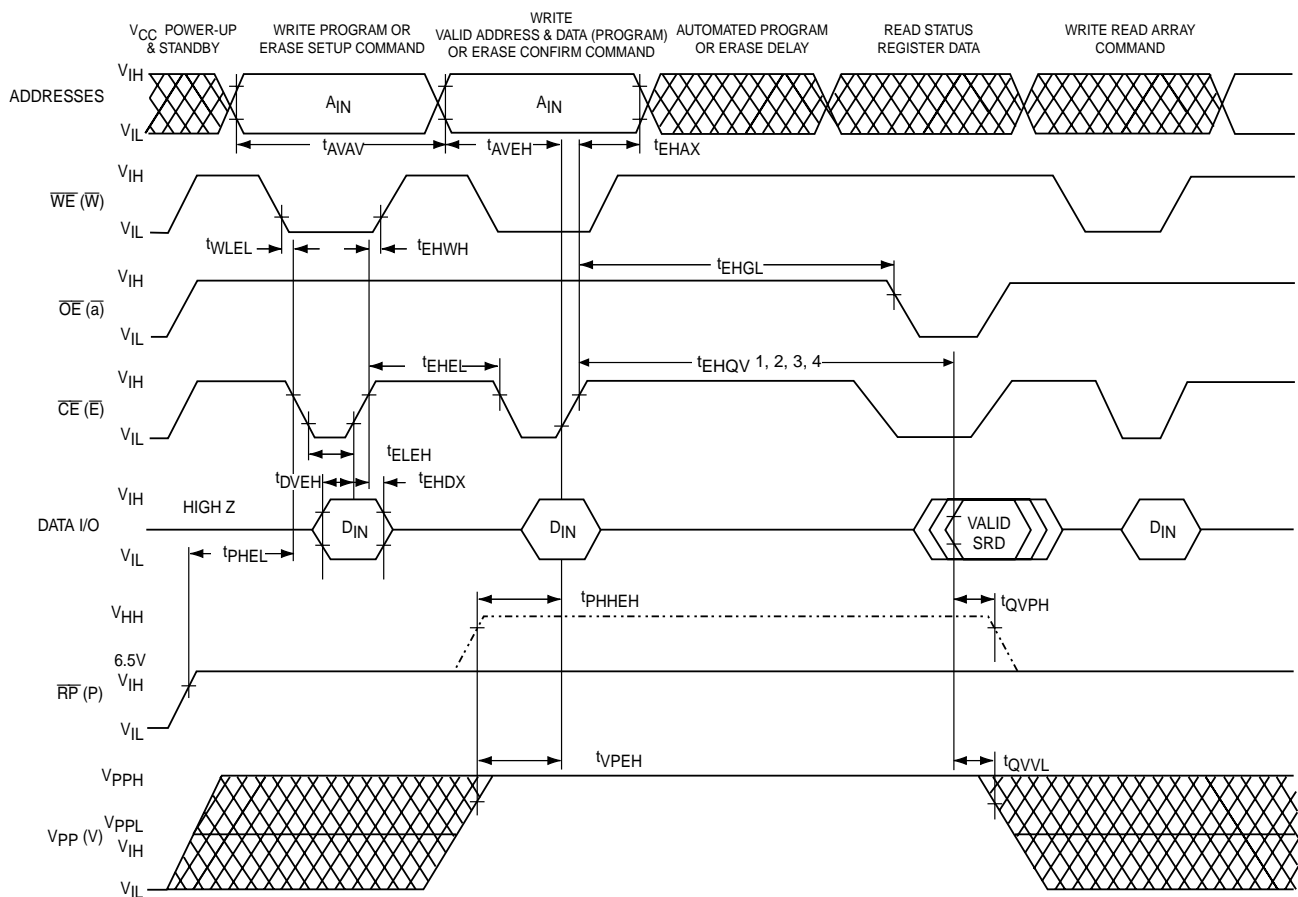 VCC POWER-UP
& STANDBY
WRITE PROGRAM OR
ERASE SETUP COMMAND
WRITE
VALID ADDRESS & DATA (PROGRAM)
OR ERASE CONFIRM COMMAND
AUTOMATED PROGRAM
OR ERASE DELAY
READ STATUS
REGISTER DATA
WRITE READ ARRAY
COMMAND
ADDRESSES
VIH
VIL
AIN
AIN
tAVAV
tAVEH
tEHAX
WE (W)
VIH
VIL
tWLEL
tEHWH
tEHGL
OE (a)
VIH
VIL
tEHEL
tEHQV 1, 2, 3, 4
CE (E)
VIH
VIL
tELEH
tDVEH
tEHDX
DATA I/O
VIH
VIL
HIGH Z
DIN
DIN
VALID
SRD
DIN
tPHEL
tPHHEH
tQVPH
VHH
6.5V
VIH
RP (P)
VIL
tVPEH
tQVVL
VPPH
VPPL
VPP (V)
VIH
VIL